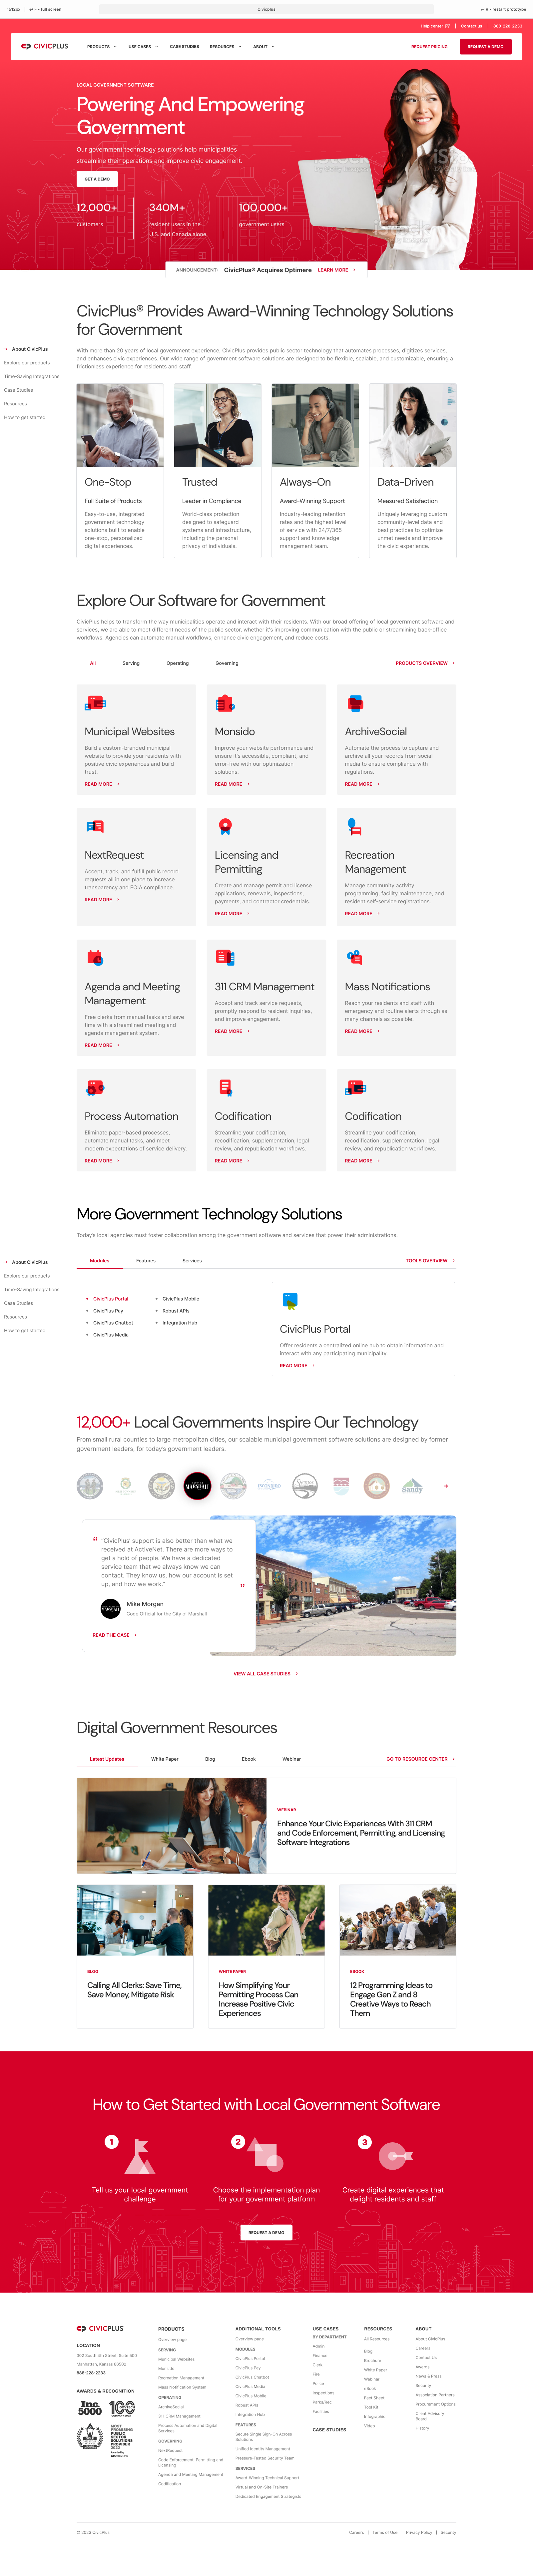 1512px | F - full screen
Civicplus
R - restart prototype
Help center | Contact us | 888-228-2233
CIVICPLUS
PRODUCTS USE CASES CASE STUDIES RESOURCES ABOUT
REQUEST PRICING
REQUEST A DEMO
LOCAL GOVERNMENT SOFTWARE
Powering And Empowering
Government
Our government technology solutions help municipalities
streamline their operations and improve civic engagement.
GET A DEMO
12,000+
customers
340M+
resident users in the
U.S. and Canada alone
100,000+
government users
ANNOUNCEMENT: CivicPlus® Acquires Optimere LEARN MORE
About CivicPlus
Explore our products
Time-Saving Integrations
Case Studies
Resources
How to get started
CivicPlus® Provides Award-Winning Technology Solutions
for Government
With more than 20 years of local government experience, CivicPlus provides public sector technology that automates processes, digitizes services,
and enhances civic experiences. Our wide range of government software solutions are designed to be flexible, scalable, and customizable, ensuring a
frictionless experience for residents and staff.
One-Stop
Full Suite of Products
Easy-to-use, integrated
government technology
solutions built to enable
one-stop, personalized
digital experiences.
Trusted
Leader in Compliance
World-class protection
designed to safeguard
systems and infrastructure,
including the personal
privacy of individuals.
Always-On
Award-Winning Support
Industry-leading retention
rates and the highest level
of service with 24/7/365
support and knowledge
management team.
Data-Driven
Measured Satisfaction
Uniquely leveraging custom
community-level data and
best practices to optimize
unmet needs and improve
the civic experience.
Explore Our Software for Government
CivicPlus helps to transform the way municipalities operate and interact with their residents. With our broad offering of local government software
services, we are able to meet different needs of the public sector, whether it's improving communication with the public or streamlining back-office
workflows. Agencies can automate manual workflows, enhance civic engagement, and reduce costs.
All Serving Operating Governing
PRODUCTS OVERVIEW
Municipal Websites
Build a custom-branded municipal
website to provide your residents with
positive civic experiences and build
trust.
READ MORE
Monsido
Improve your website performance and
ensure it's accessible, compliant, and
error-free with our optimization
solutions.
READ MORE
ArchiveSocial
Automate the process to capture and
archive all your records from social
media to ensure compliance with
regulations.
READ MORE
NextRequest
Accept, track, and fulfill public record
requests all in one place to increase
transparency and FOIA compliance.
READ MORE
Licensing and
Permitting
Create and manage permit and license
applications, renewals, inspections,
payments, and contractor credentials.
READ MORE
Recreation
Management
Manage community activity
programming, facility maintenance, and
resident self-service registrations.
READ MORE
Agenda and Meeting
Management
Free clerks from manual tasks and save
time with a streamlined meeting and
agenda management system.
READ MORE
311 CRM Management
Accept and track service requests,
promptly respond to resident inquiries,
and improve engagement.
READ MORE
Mass Notifications
Reach your residents and staff with
emergency and routine alerts through as
many channels as possible.
READ MORE
Process Automation
Eliminate paper-based processes,
automate manual tasks, and meet
modern expectations of service delivery.
READ MORE
Codification
Streamline your codification,
recodification, supplementation, legal
review, and republication workflows.
READ MORE
Codification
Streamline your codification,
recodification, supplementation, legal
review, and republication workflows.
READ MORE
More Government Technology Solutions
Today's local agencies must foster collaboration among the government software and services that power their administrations.
About CivicPlus
Explore our products
Time-Saving Integrations
Case Studies
Resources
How to get started
Modules Features Services
TOOLS OVERVIEW
CivicPlus Portal
CivicPlus Pay
CivicPlus Chatbot
CivicPlus Media
CivicPlus Mobile
Robust APIs
Integration Hub
CivicPlus Portal
Offer residents a centralized online hub to obtain information and
interact with any participating municipality.
READ MORE
12,000+ Local Governments Inspire Our Technology
From small rural counties to large metropolitan cities, our scalable municipal government software solutions are designed by former
government leaders, for today's government leaders.
MARSHALL
Sandy
"CivicPlus' support is also better than what we
received at ActiveNet. There are more ways to
get a hold of people. We have a dedicated
service team that we always know we can
contact. They know us, how our account is set
up, and how we work."
Mike Morgan
Code Official for the City of Marshall
READ THE CASE
VIEW ALL CASE STUDIES
Digital Government Resources
Latest Updates White Paper Blog Ebook Webinar
GO TO RESOURCE CENTER
WEBINAR
Enhance Your Civic Experiences With 311 CRM
and Code Enforcement, Permitting, and Licensing
Software Integrations
BLOG
Calling All Clerks: Save Time,
Save Money, Mitigate Risk
WHITE PAPER
How Simplifying Your
Permitting Process Can
Increase Positive Civic
Experiences
EBOOK
12 Programming Ideas to
Engage Gen Z and 8
Creative Ways to Reach
Them
How to Get Started with Local Government Software
1
Tell us your local government
challenge
2
Choose the implementation plan
for your government platform
3
Create digital experiences that
delight residents and staff
REQUEST A DEMO
CIVICPLUS
LOCATION
302 South 4th Street, Suite 500
Manhattan, Kansas 66502
888-228-2233
AWARDS & RECOGNITION
Inc.
5000
100
MOST
PROMISING
PUBLIC
SECTOR
SOLUTIONS
PROVIDERS
2022
PRODUCTS
Overview page
SERVING
Municipal Websites
Monsido
Recreation Management
Mass Notification System
OPERATING
ArchiveSocial
311 CRM Management
Process Automation and Digital
Services
GOVERNING
NextRequest
Code Enforcement, Permitting and
Licensing
Agenda and Meeting Management
Codification
ADDITIONAL TOOLS
Overview page
MODULES
CivicPlus Portal
CivicPlus Pay
CivicPlus Chatbot
CivicPlus Media
CivicPlus Mobile
Robust APIs
Integration Hub
FEATURES
Secure Single Sign-On Across
Solutions
Unified Identity Management
Pressure-Tested Security Team
SERVICES
Award-Winning Technical Support
Virtual and On-Site Trainers
Dedicated Engagement Strategists
USE CASES
BY DEPARTMENT
Admin
Finance
Clerk
Fire
Police
Inspections
Parks/Rec
Facilities
CASE STUDIES
RESOURCES
All Resources
Blog
Brochure
White Paper
Webinar
eBook
Fact Sheet
Tool Kit
Infographic
Video
ABOUT
About CivicPlus
Careers
Contact Us
Awards
News & Press
Security
Association Partners
Procurement Options
Client Advisory
Board
History
© 2023 CivicPlus
Careers | Terms of Use | Privacy Policy | Security